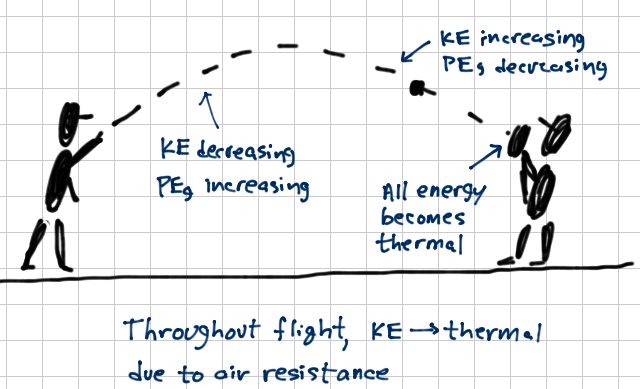 KE increasing
PEg decreasing
KE decreasing
PEg increasing
All energy
becomes
thermal
Throughout flight, KE → thermal
due to air resistance